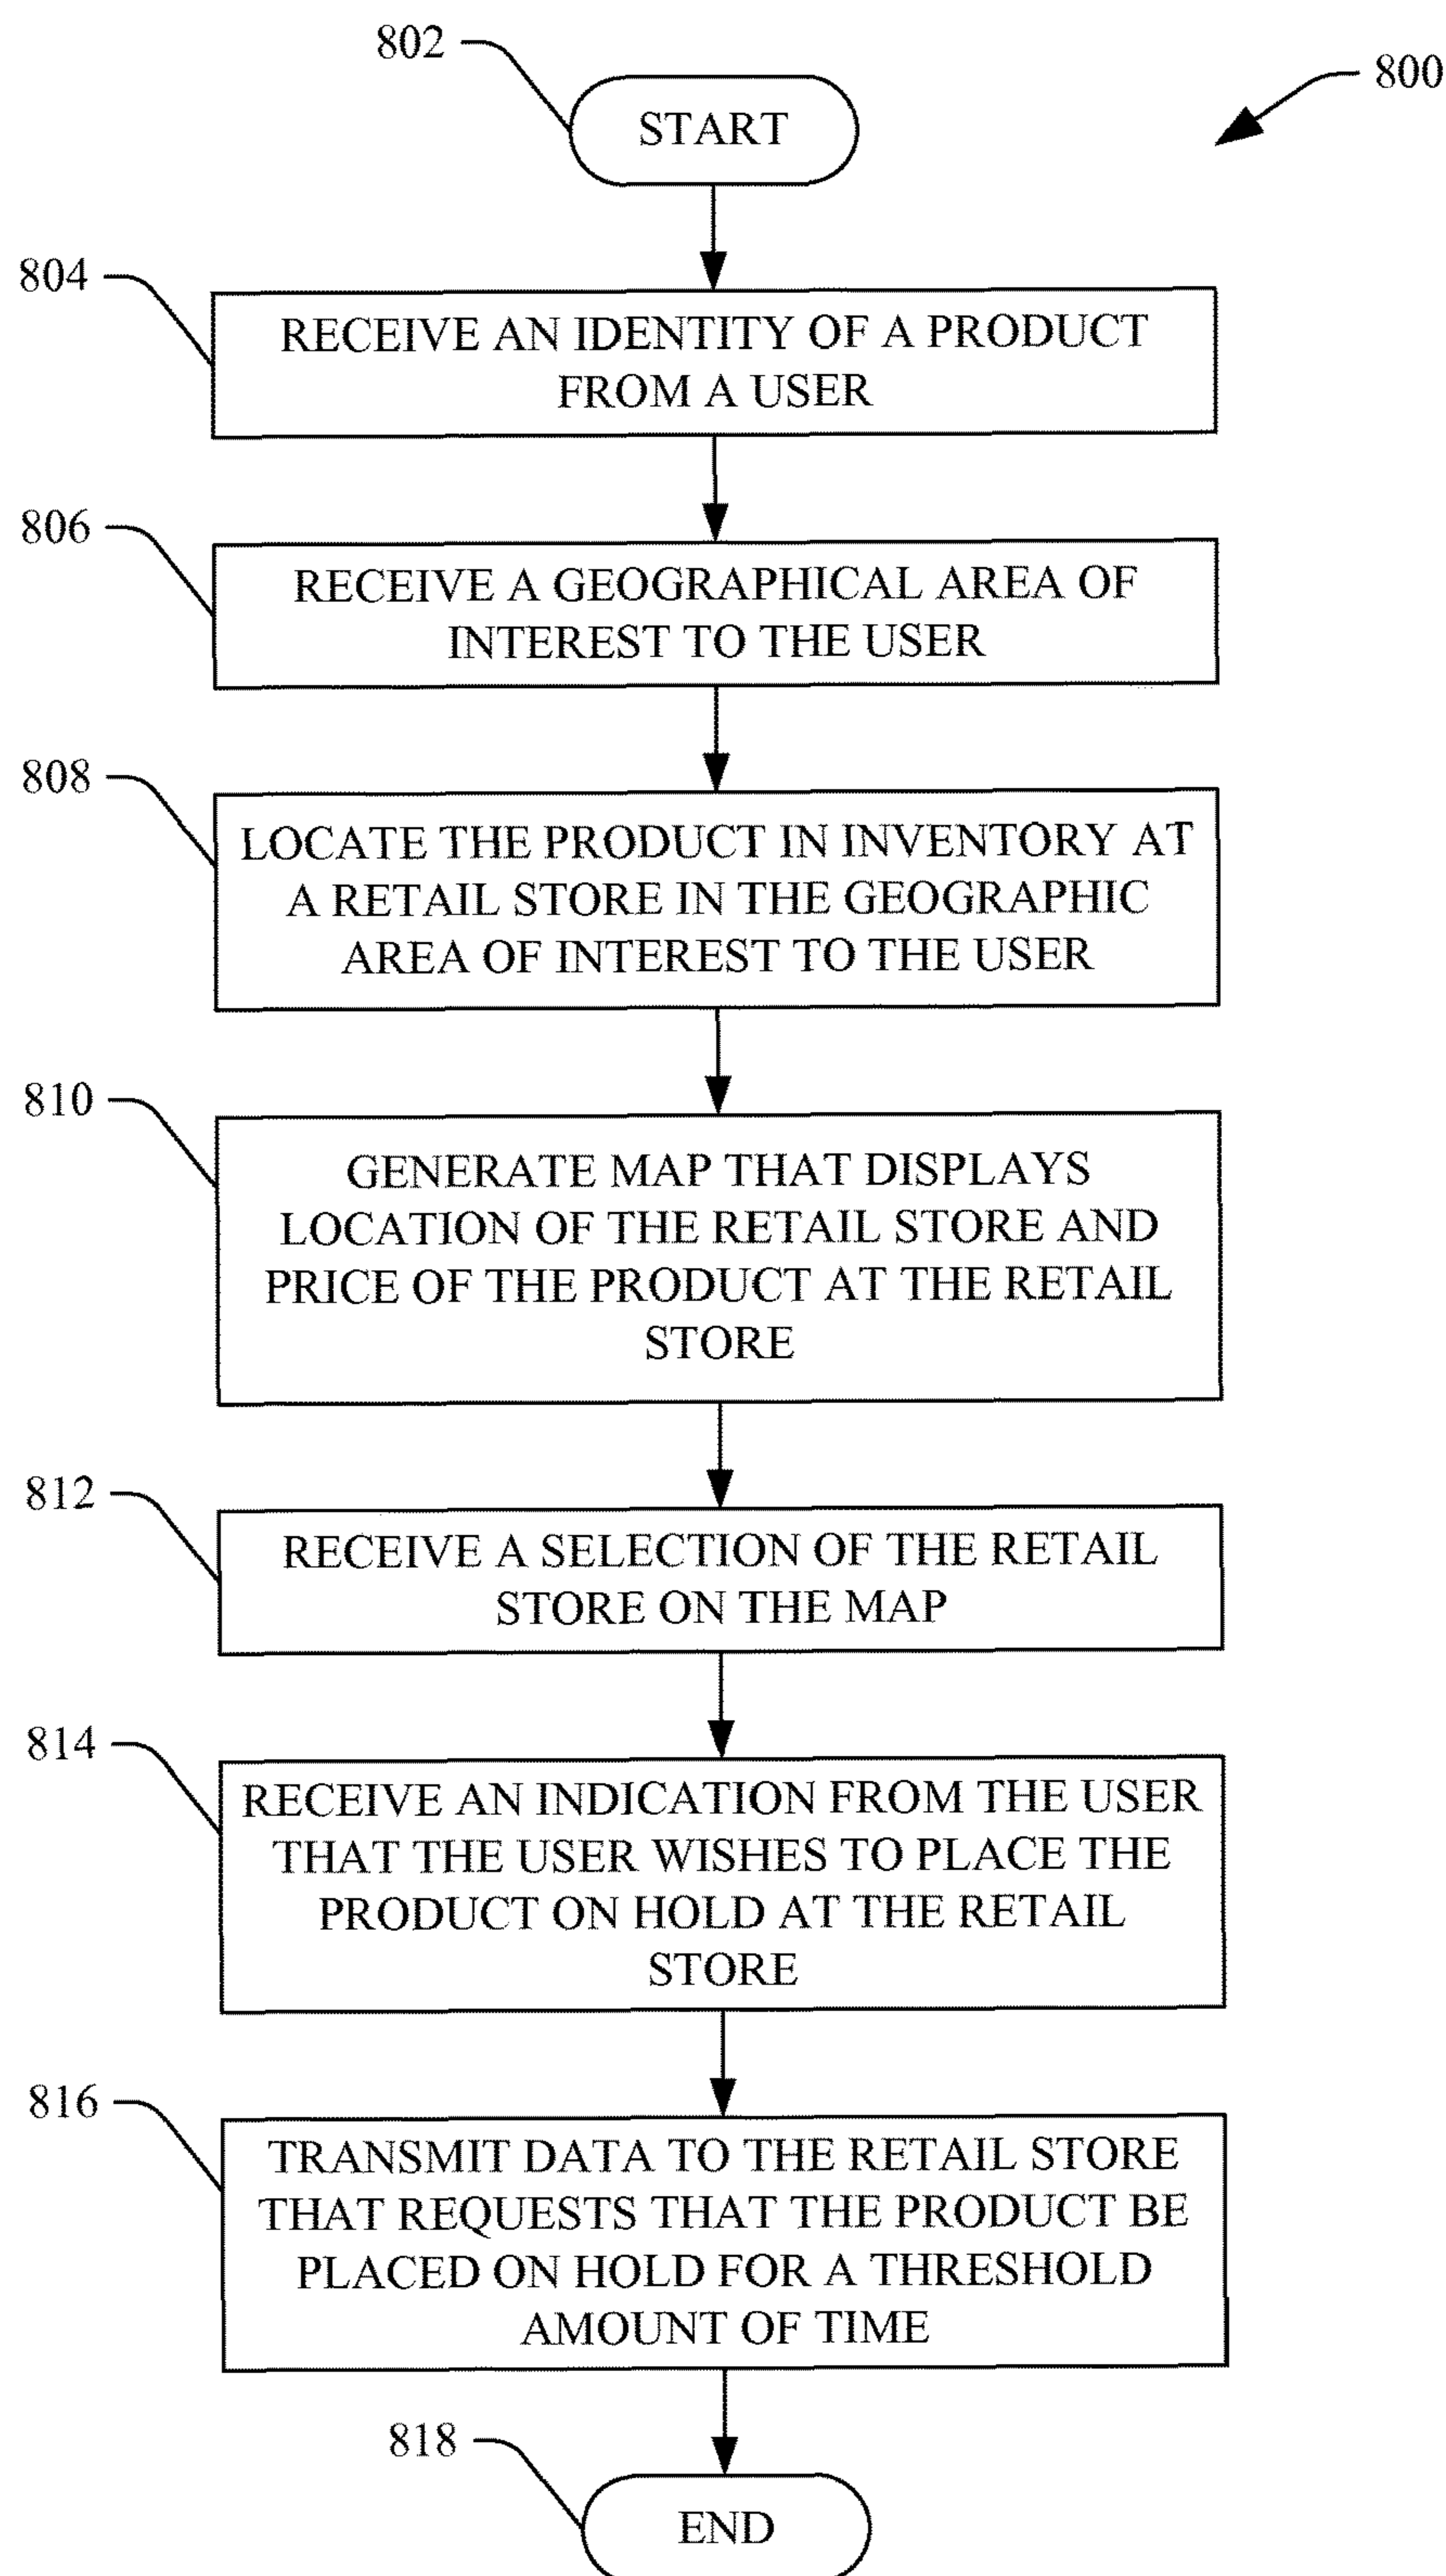 802
800
START
804
RECEIVE AN IDENTITY OF A PRODUCT
FROM A USER
806
RECEIVE A GEOGRAPHICAL AREA OF
INTEREST TO THE USER
808
LOCATE THE PRODUCT IN INVENTORY AT
A RETAIL STORE IN THE GEOGRAPHIC
AREA OF INTEREST TO THE USER
810
GENERATE MAP THAT DISPLAYS
LOCATION OF THE RETAIL STORE AND
PRICE OF THE PRODUCT AT THE RETAIL
STORE
812
RECEIVE A SELECTION OF THE RETAIL
STORE ON THE MAP
814
RECEIVE AN INDICATION FROM THE USER
THAT THE USER WISHES TO PLACE THE
PRODUCT ON HOLD AT THE RETAIL
STORE
816
TRANSMIT DATA TO THE RETAIL STORE
THAT REQUESTS THAT THE PRODUCT BE
PLACED ON HOLD FOR A THRESHOLD
AMOUNT OF TIME
818
END